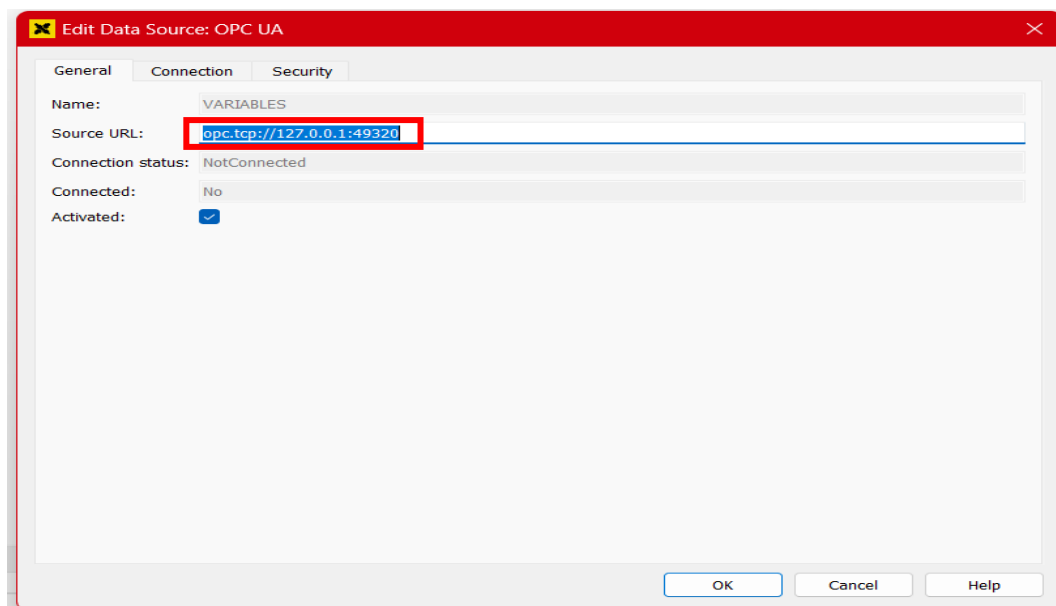 Edit Data Source: OPC UA
General Connection Security
Name: VARIABLES
Source URL: opc.tcp://127.0.0.1:49320
Connection status: NotConnected
Connected: No
Activated:
OK Cancel Help